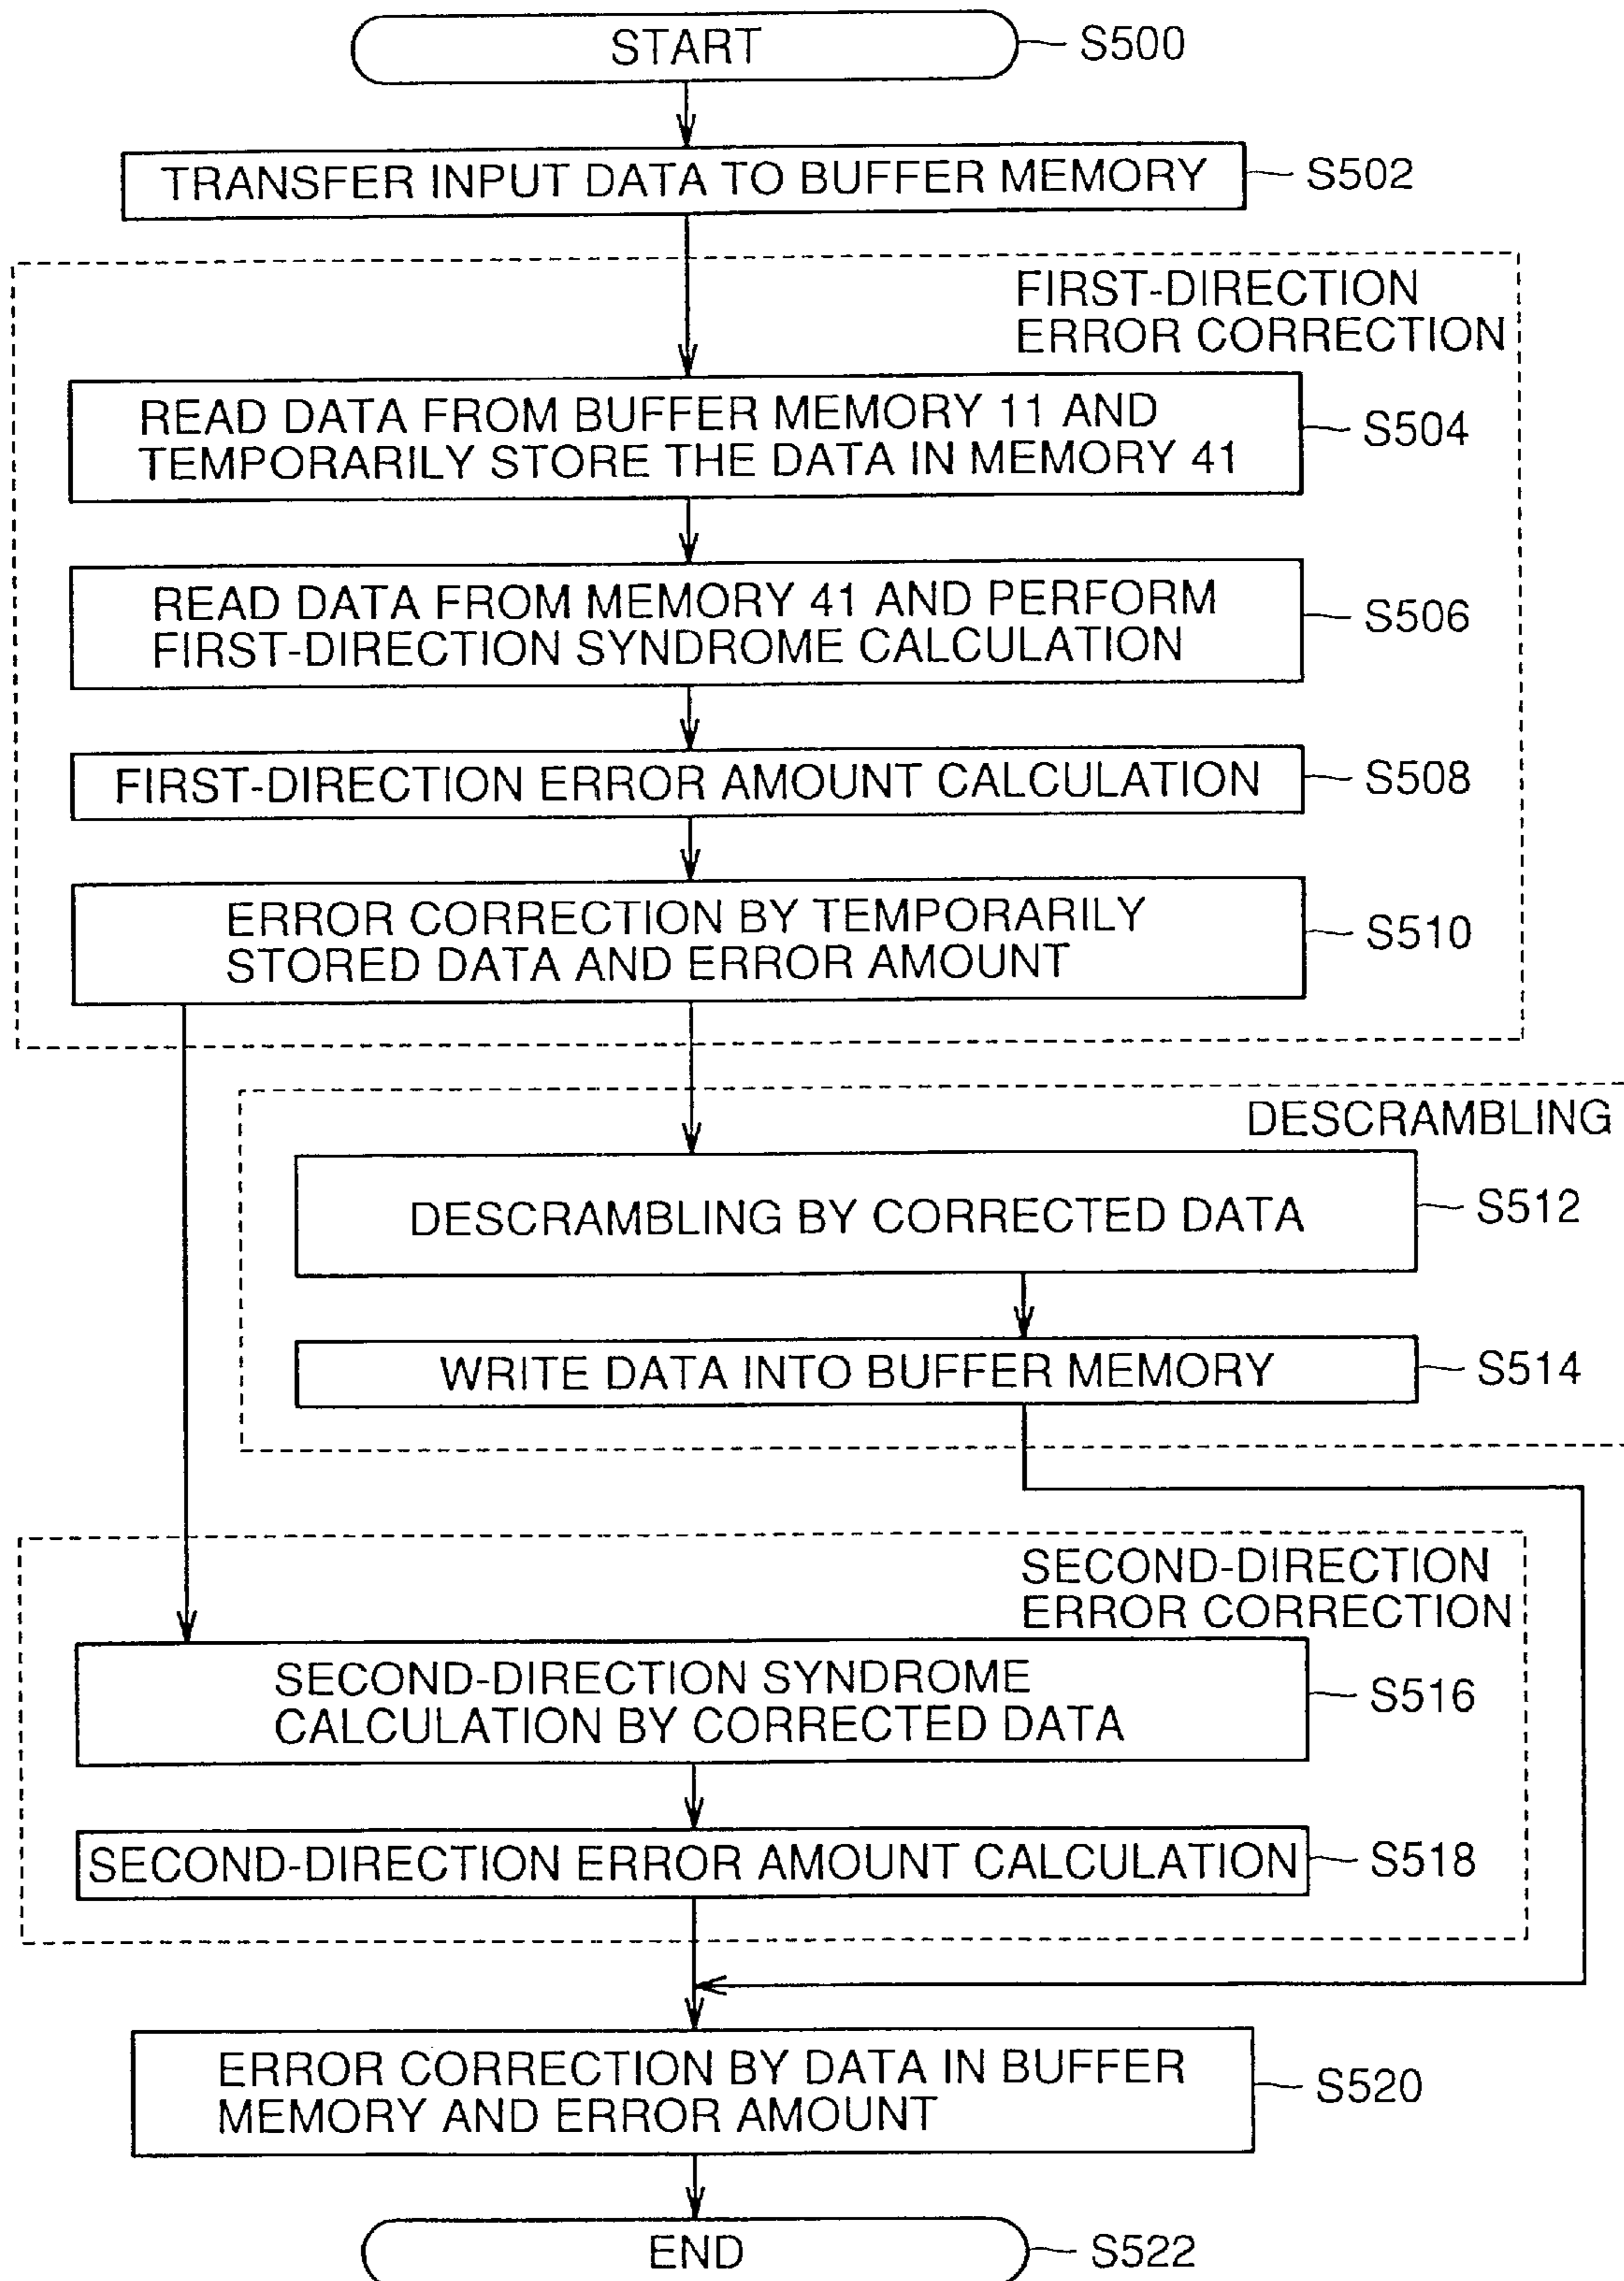 START
S500
TRANSFER INPUT DATA TO BUFFER MEMORY
S502
FIRST-DIRECTION
ERROR CORRECTION
READ DATA FROM BUFFER MEMORY 11 AND
TEMPORARILY STORE THE DATA IN MEMORY 41
S504
READ DATA FROM MEMORY 41 AND PERFORM
FIRST-DIRECTION SYNDROME CALCULATION
S506
FIRST-DIRECTION ERROR AMOUNT CALCULATION
S508
ERROR CORRECTION BY TEMPORARILY
STORED DATA AND ERROR AMOUNT
S510
DESCRAMBLING
DESCRAMBLING BY CORRECTED DATA
S512
WRITE DATA INTO BUFFER MEMORY
S514
SECOND-DIRECTION
ERROR CORRECTION
SECOND-DIRECTION SYNDROME
CALCULATION BY CORRECTED DATA
S516
SECOND-DIRECTION ERROR AMOUNT CALCULATION
S518
ERROR CORRECTION BY DATA IN BUFFER
MEMORY AND ERROR AMOUNT
S520
END
S522